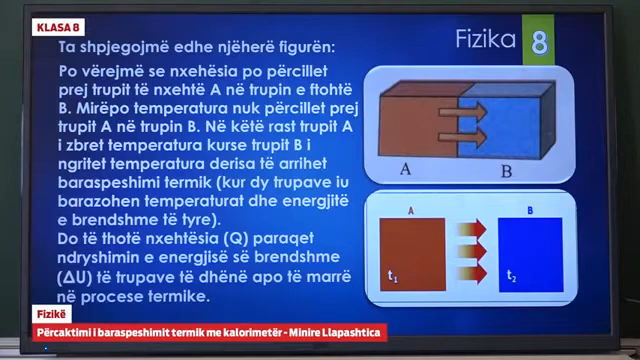 KLASA 8
Fizika 8
Ta shpjegojmë edhe njëherë figurën:
Po vërejmë se nxehësia po përcillet
prej trupit të nxehtë A në trupin e ftohtë
B. Mirëpo temperatura nuk përcillet prej
trupit A në trupin B. Në këtë rast trupit A
i zbret temperatura kurse trupit B i
ngritet temperatura derisa të arrihet
baraspeshimi termik (kur dy trupave iu
barazohen temperaturat dhe energjitë
e brendshme të tyre).
Do të thotë nxehtësia (Q) paraqet
ndryshimin e energjisë së brendshme
(ΔU) të trupave të dhënë apo të marrë
në procese termike.
A B
A B
t₁ t₂
Fizikë
Përcaktimi i baraspeshimit termik me kalorimetër - Minire Llapashtica